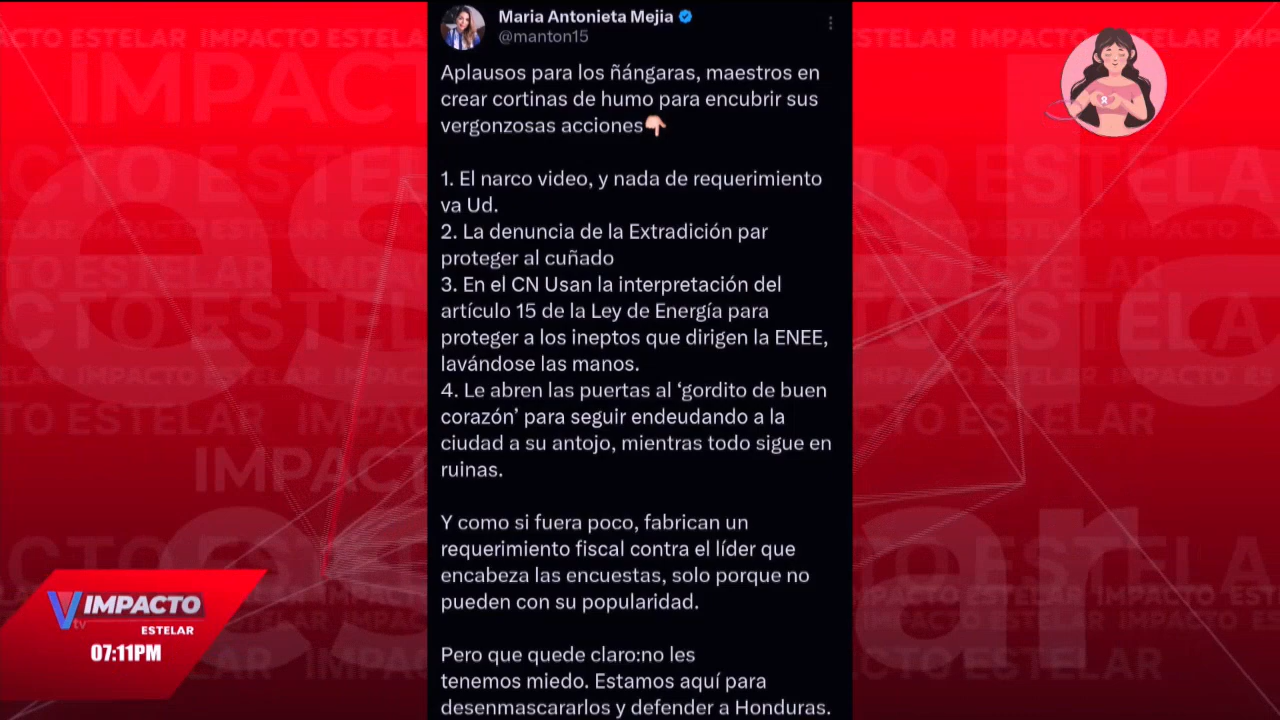 Maria Antonieta Mejia
@manton15
Aplausos para los ñángaras, maestros en
crear cortinas de humo para encubrir sus
vergonzosas acciones👇🏻
1. El narco video, y nada de requerimiento
va Ud.
2. La denuncia de la Extradición par
proteger al cuñado
3. En el CN Usan la interpretación del
artículo 15 de la Ley de Energía para
proteger a los ineptos que dirigen la ENEE,
lavándose las manos.
4. Le abren las puertas al ‘gordito de buen
corazón’ para seguir endeudando a la
ciudad a su antojo, mientras todo sigue en
ruinas.
Y como si fuera poco, fabrican un
requerimiento fiscal contra el líder que
encabeza las encuestas, solo porque no
pueden con su popularidad.
Pero que quede claro:no les
tenemos miedo. Estamos aquí para
desenmascararlos y defender a Honduras.
Vtv IMPACTO
ESTELAR
07:11PM